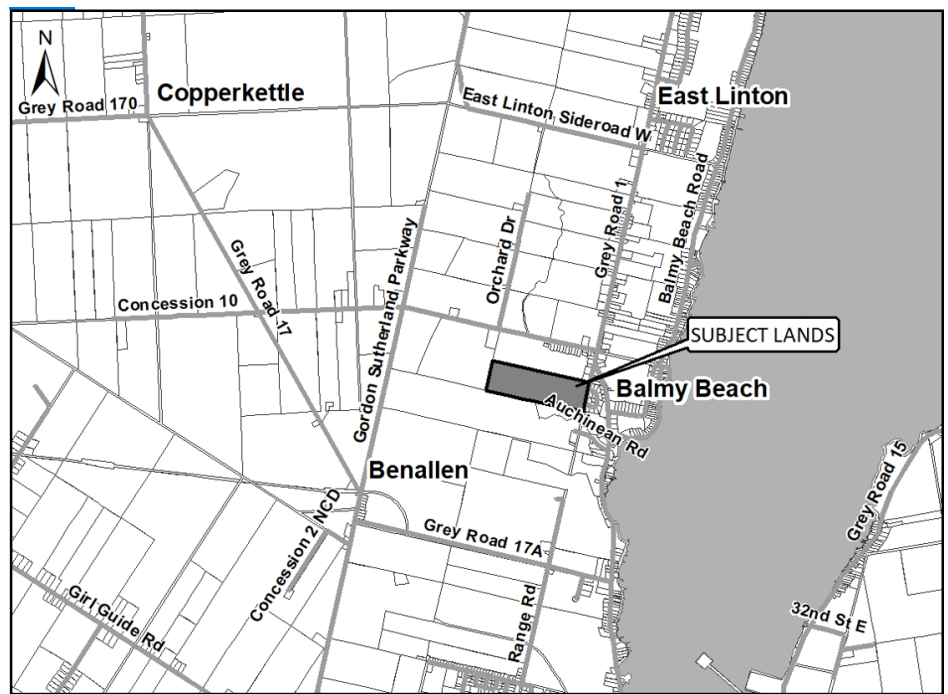 N
Copperkettle
Grey Road 170
East Linton
East Linton Sideroad W
Balmy Beach Road
Grey Road 1
Orchard Dr
Gordon Sutherland Parkway
Grey Road 17
Concession 10
SUBJECT LANDS
Balmy Beach
Auchinean Rd
Benallen
Grey Road 15
Concession 2 NCD
Grey Road 17A
Range Rd
Girl Guide Rd
32nd St E